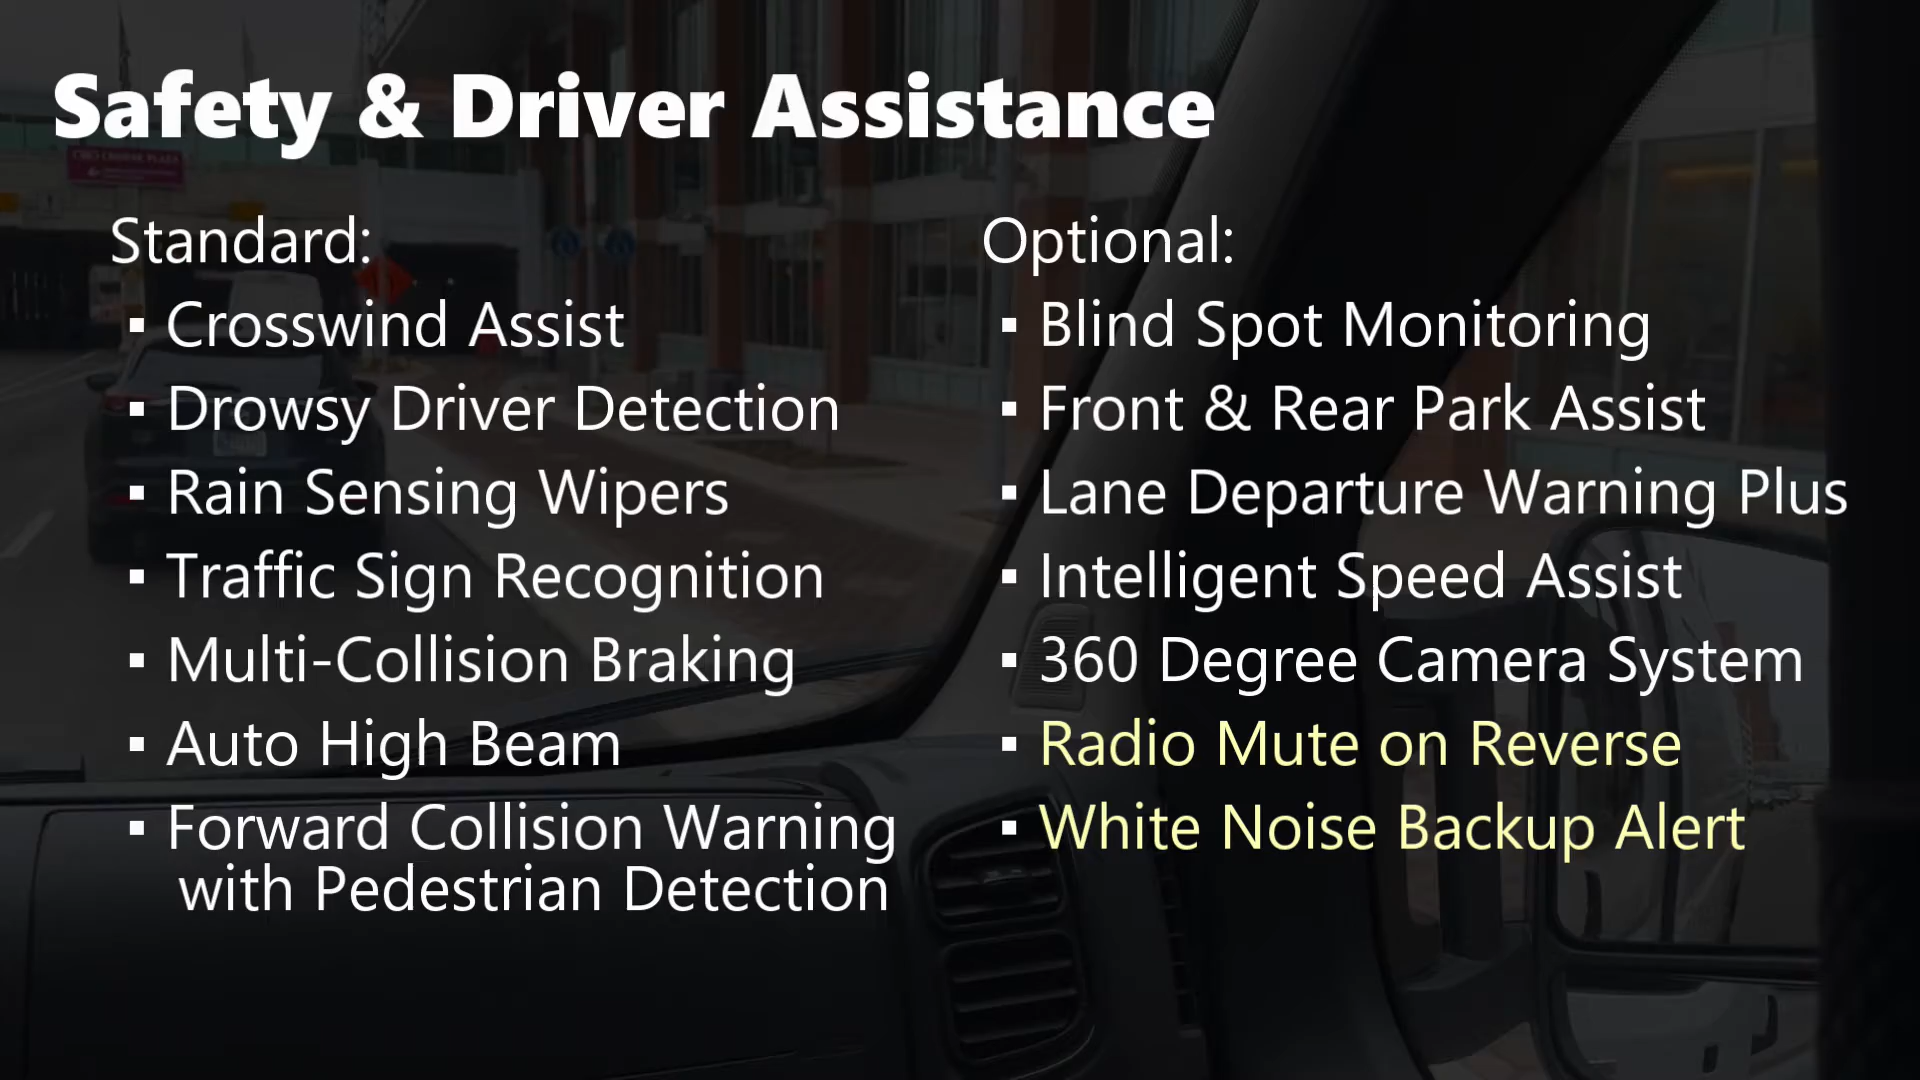 Safety & Driver Assistance
Standard:
▪ Crosswind Assist
▪ Drowsy Driver Detection
▪ Rain Sensing Wipers
▪ Traffic Sign Recognition
▪ Multi-Collision Braking
▪ Auto High Beam
▪ Forward Collision Warning
with Pedestrian Detection
Optional:
▪ Blind Spot Monitoring
▪ Front & Rear Park Assist
▪ Lane Departure Warning Plus
▪ Intelligent Speed Assist
▪ 360 Degree Camera System
▪ Radio Mute on Reverse
▪ White Noise Backup Alert